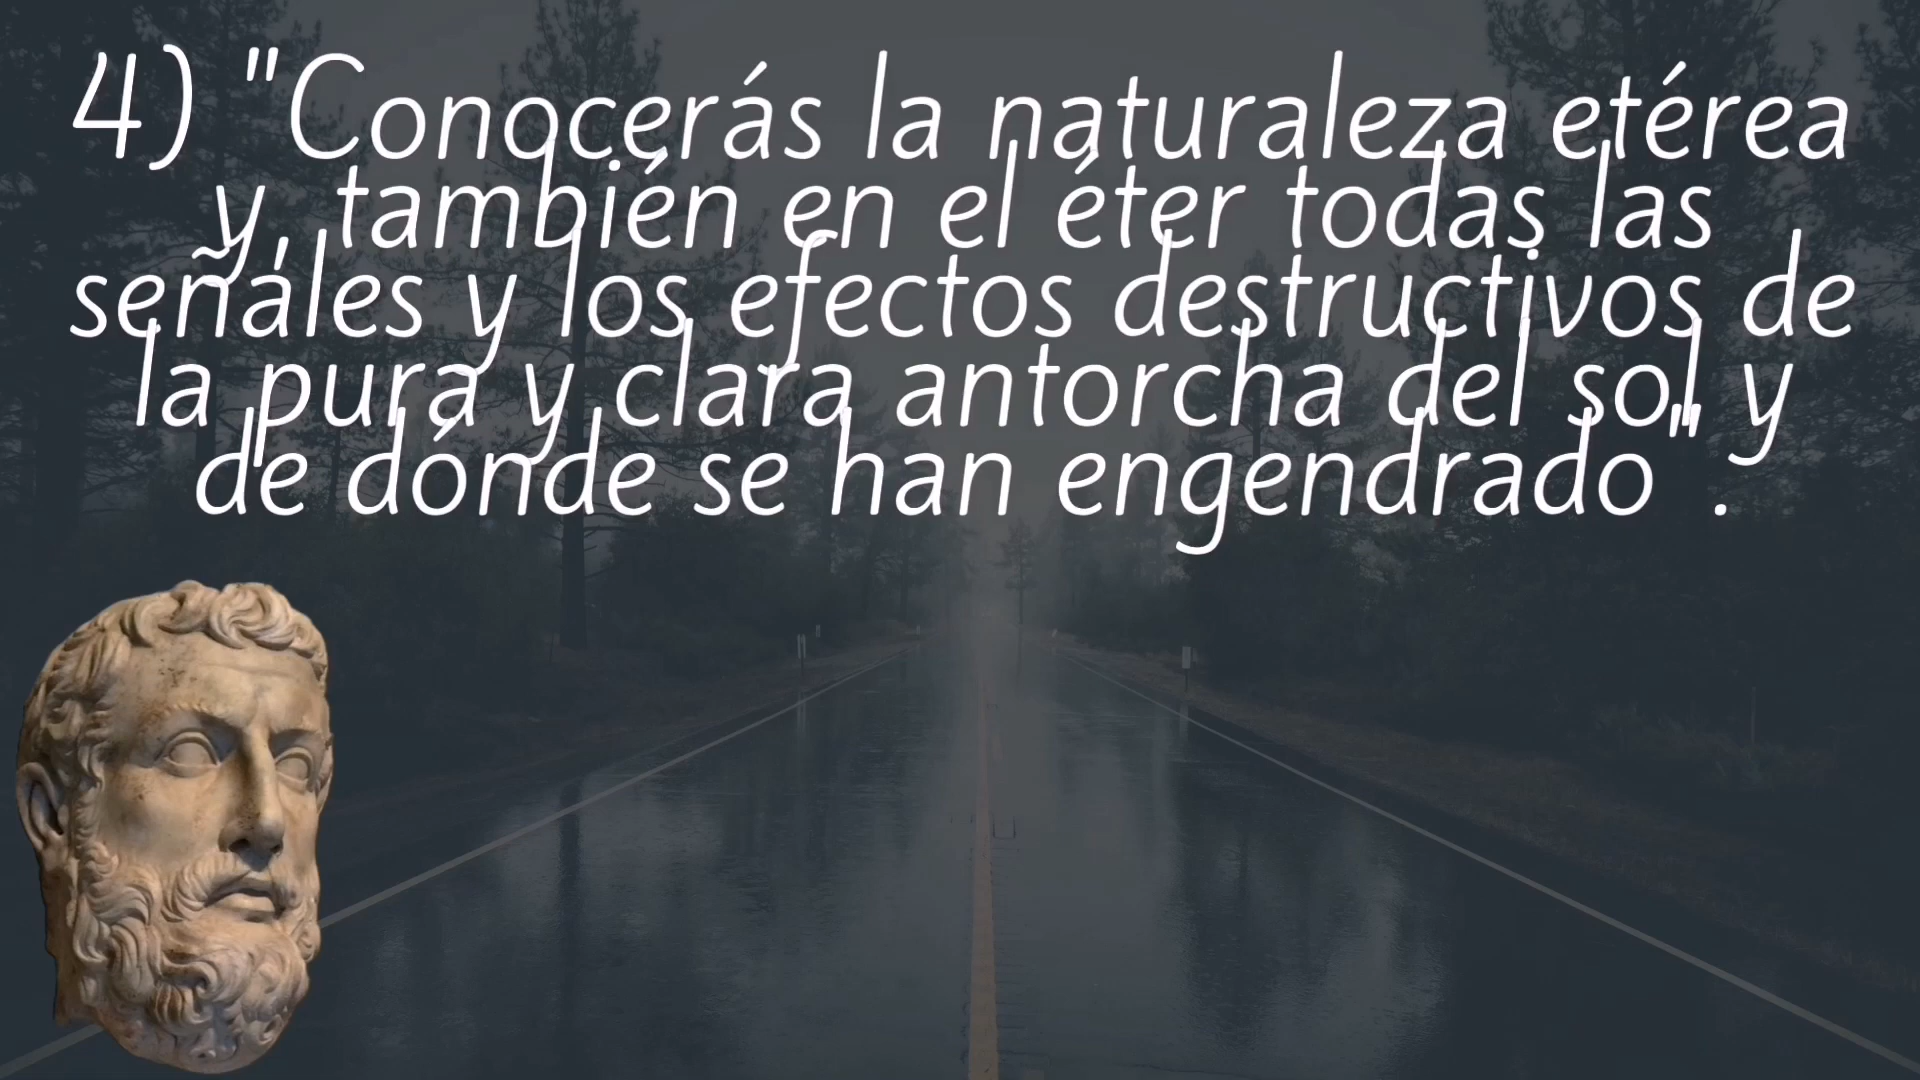 4) "Conocerás la naturaleza etérea
y, también en el éter todas las
señales y los efectos destructivos de
la pura y clara antorcha del sol y
de dónde se han engendrado".